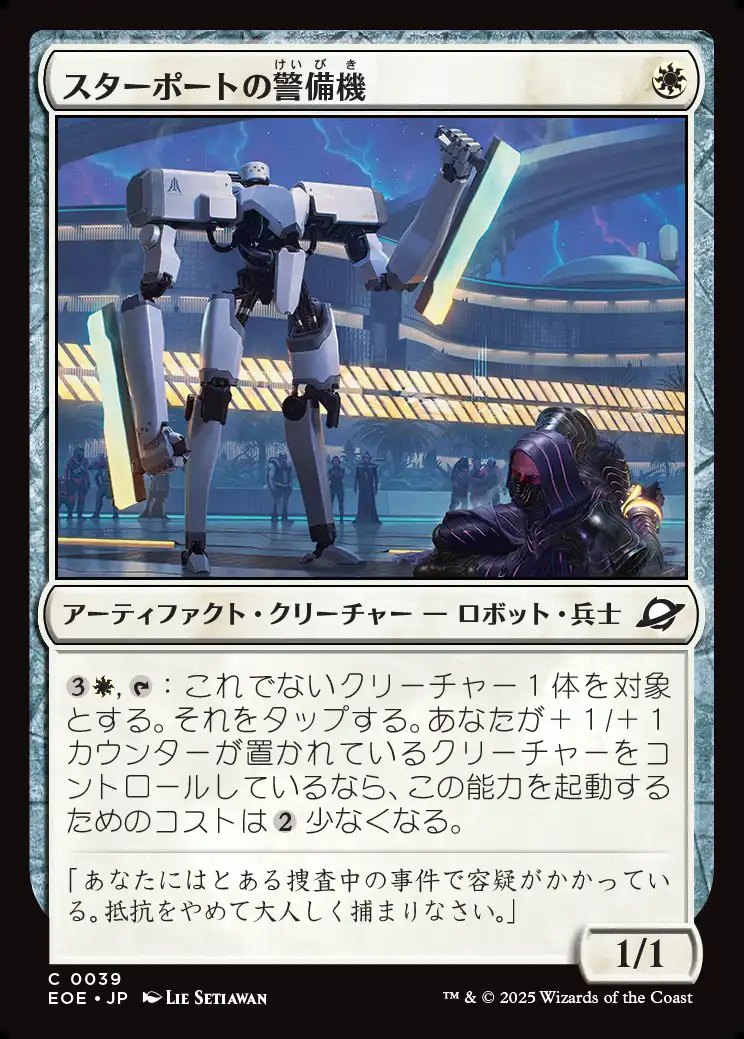 けいびき
スターポートの警備機
アーティファクト・クリーチャー — ロボット・兵士
3, : これでないクリーチャー1体を対象
とする。それをタップする。あなたが+1/+1
カウンターが置かれているクリーチャーをコ
ントロールしているなら、この能力を起動する
ためのコストは2少なくなる。
「あなたにはとある捜査中の事件で容疑がかかってい
る。抵抗をやめて大人しく捕まりなさい。」
1/1
C 0039
EOE • JP Lie Setiawan
™ & © 2025 Wizards of the Coast